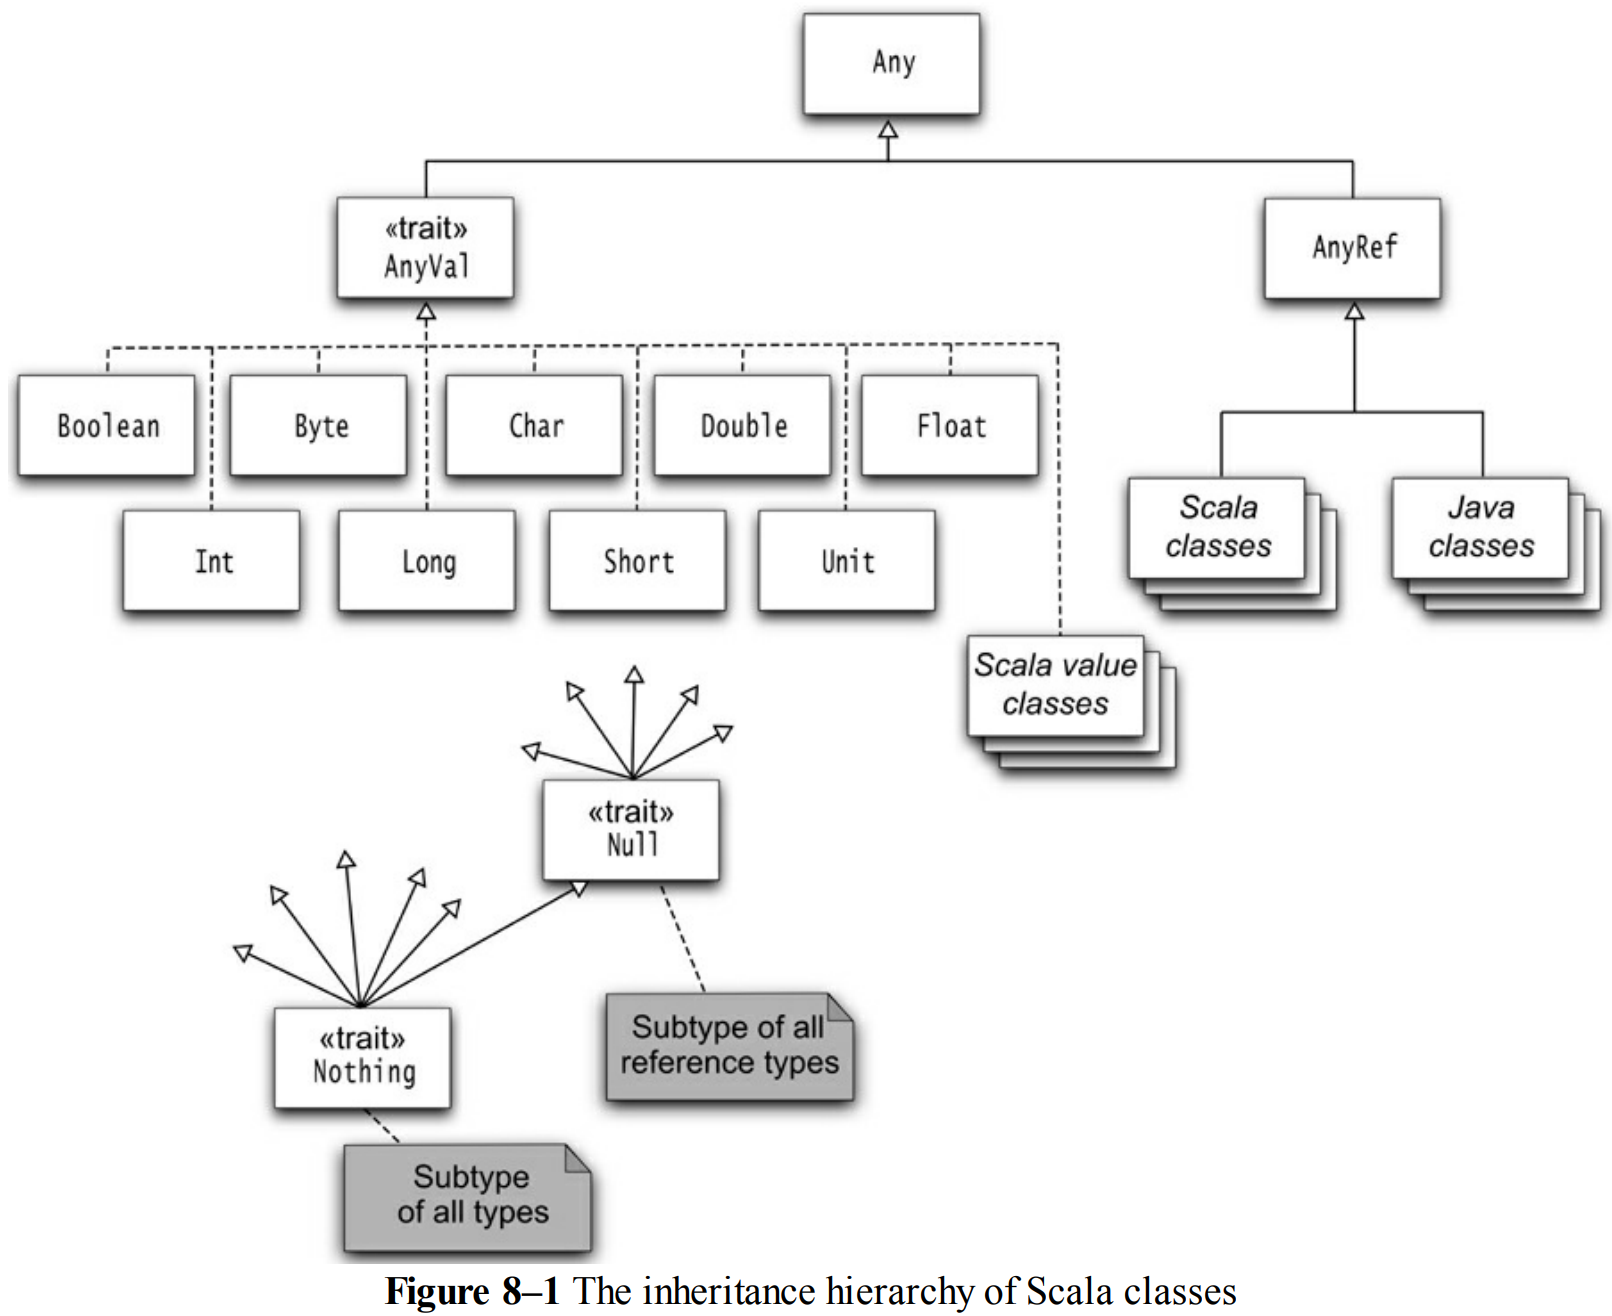 Any
«trait»
AnyVal
AnyRef
Boolean
Byte
Char
Double
Float
Int
Long
Short
Unit
Scala
classes
Java
classes
Scala value
classes
«trait»
Null
«trait»
Nothing
Subtype of all
reference types
Subtype
of all types
Figure 8–1 The inheritance hierarchy of Scala classes